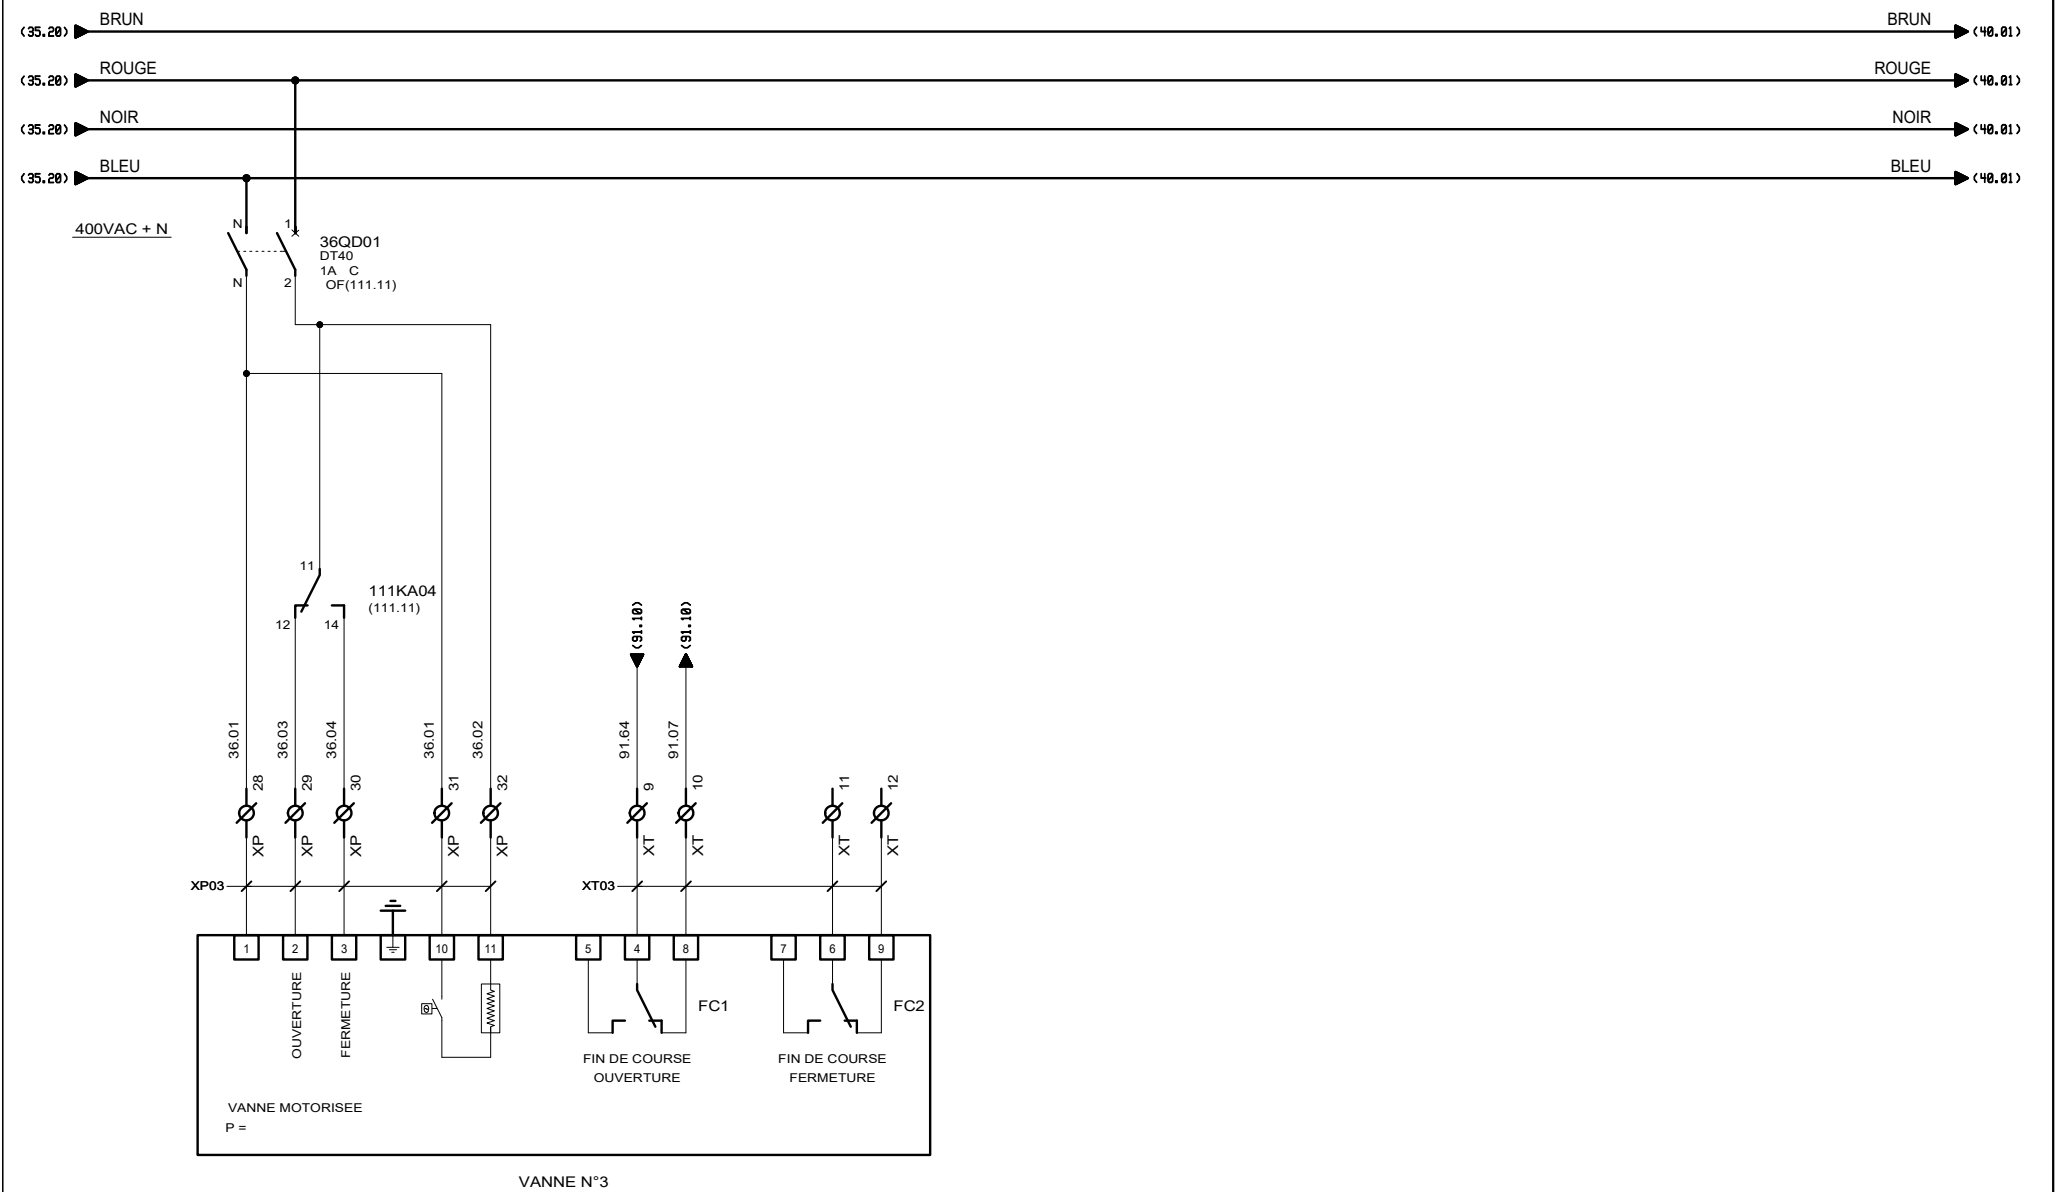 BRUN BRUN
(35.20) (40.01)
ROUGE ROUGE
(35.20) (40.01)
NOIR NOIR
(35.20) (40.01)
BLEU BLEU
(35.20) (40.01)
400VAC + N
N 1
36QD01
DT40
1A C
OF(111.11)
N 2
11
111KA04
(111.11)
12 14
(91.10) (91.10)
36.01 36.03 36.04 36.01 36.02 91.64 91.07
28 29 30 31 32 9 10 11 12
XP XP XP XP XP XT XT XT XT
XP03 XT03
1 2 3 10 11 5 4 8 7 6 9
OUVERTURE FERMETURE
θ
FC1 FC2
FIN DE COURSE
OUVERTURE
FIN DE COURSE
FERMETURE
VANNE MOTORISEE
P =
VANNE N°3